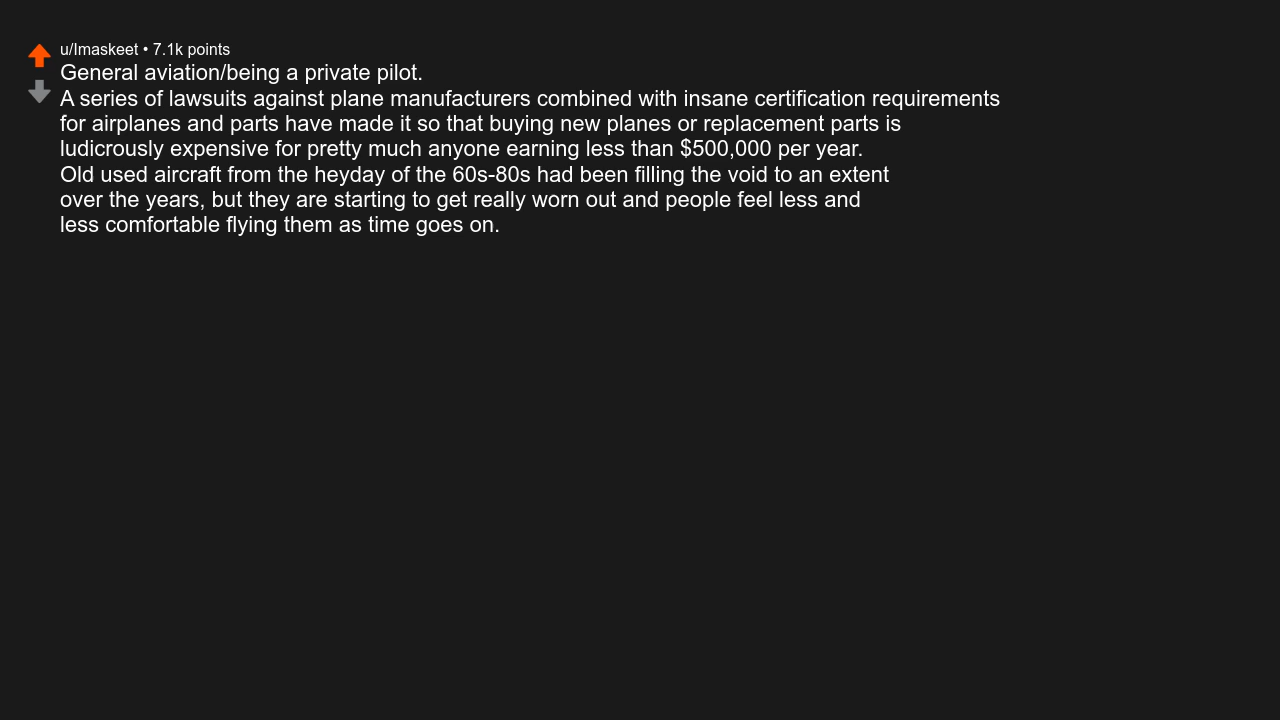 u/lmaskeet • 7.1k points
General aviation/being a private pilot.
A series of lawsuits against plane manufacturers combined with insane certification requirements
for airplanes and parts have made it so that buying new planes or replacement parts is
ludicrously expensive for pretty much anyone earning less than $500,000 per year.
Old used aircraft from the heyday of the 60s-80s had been filling the void to an extent
over the years, but they are starting to get really worn out and people feel less and
less comfortable flying them as time goes on.